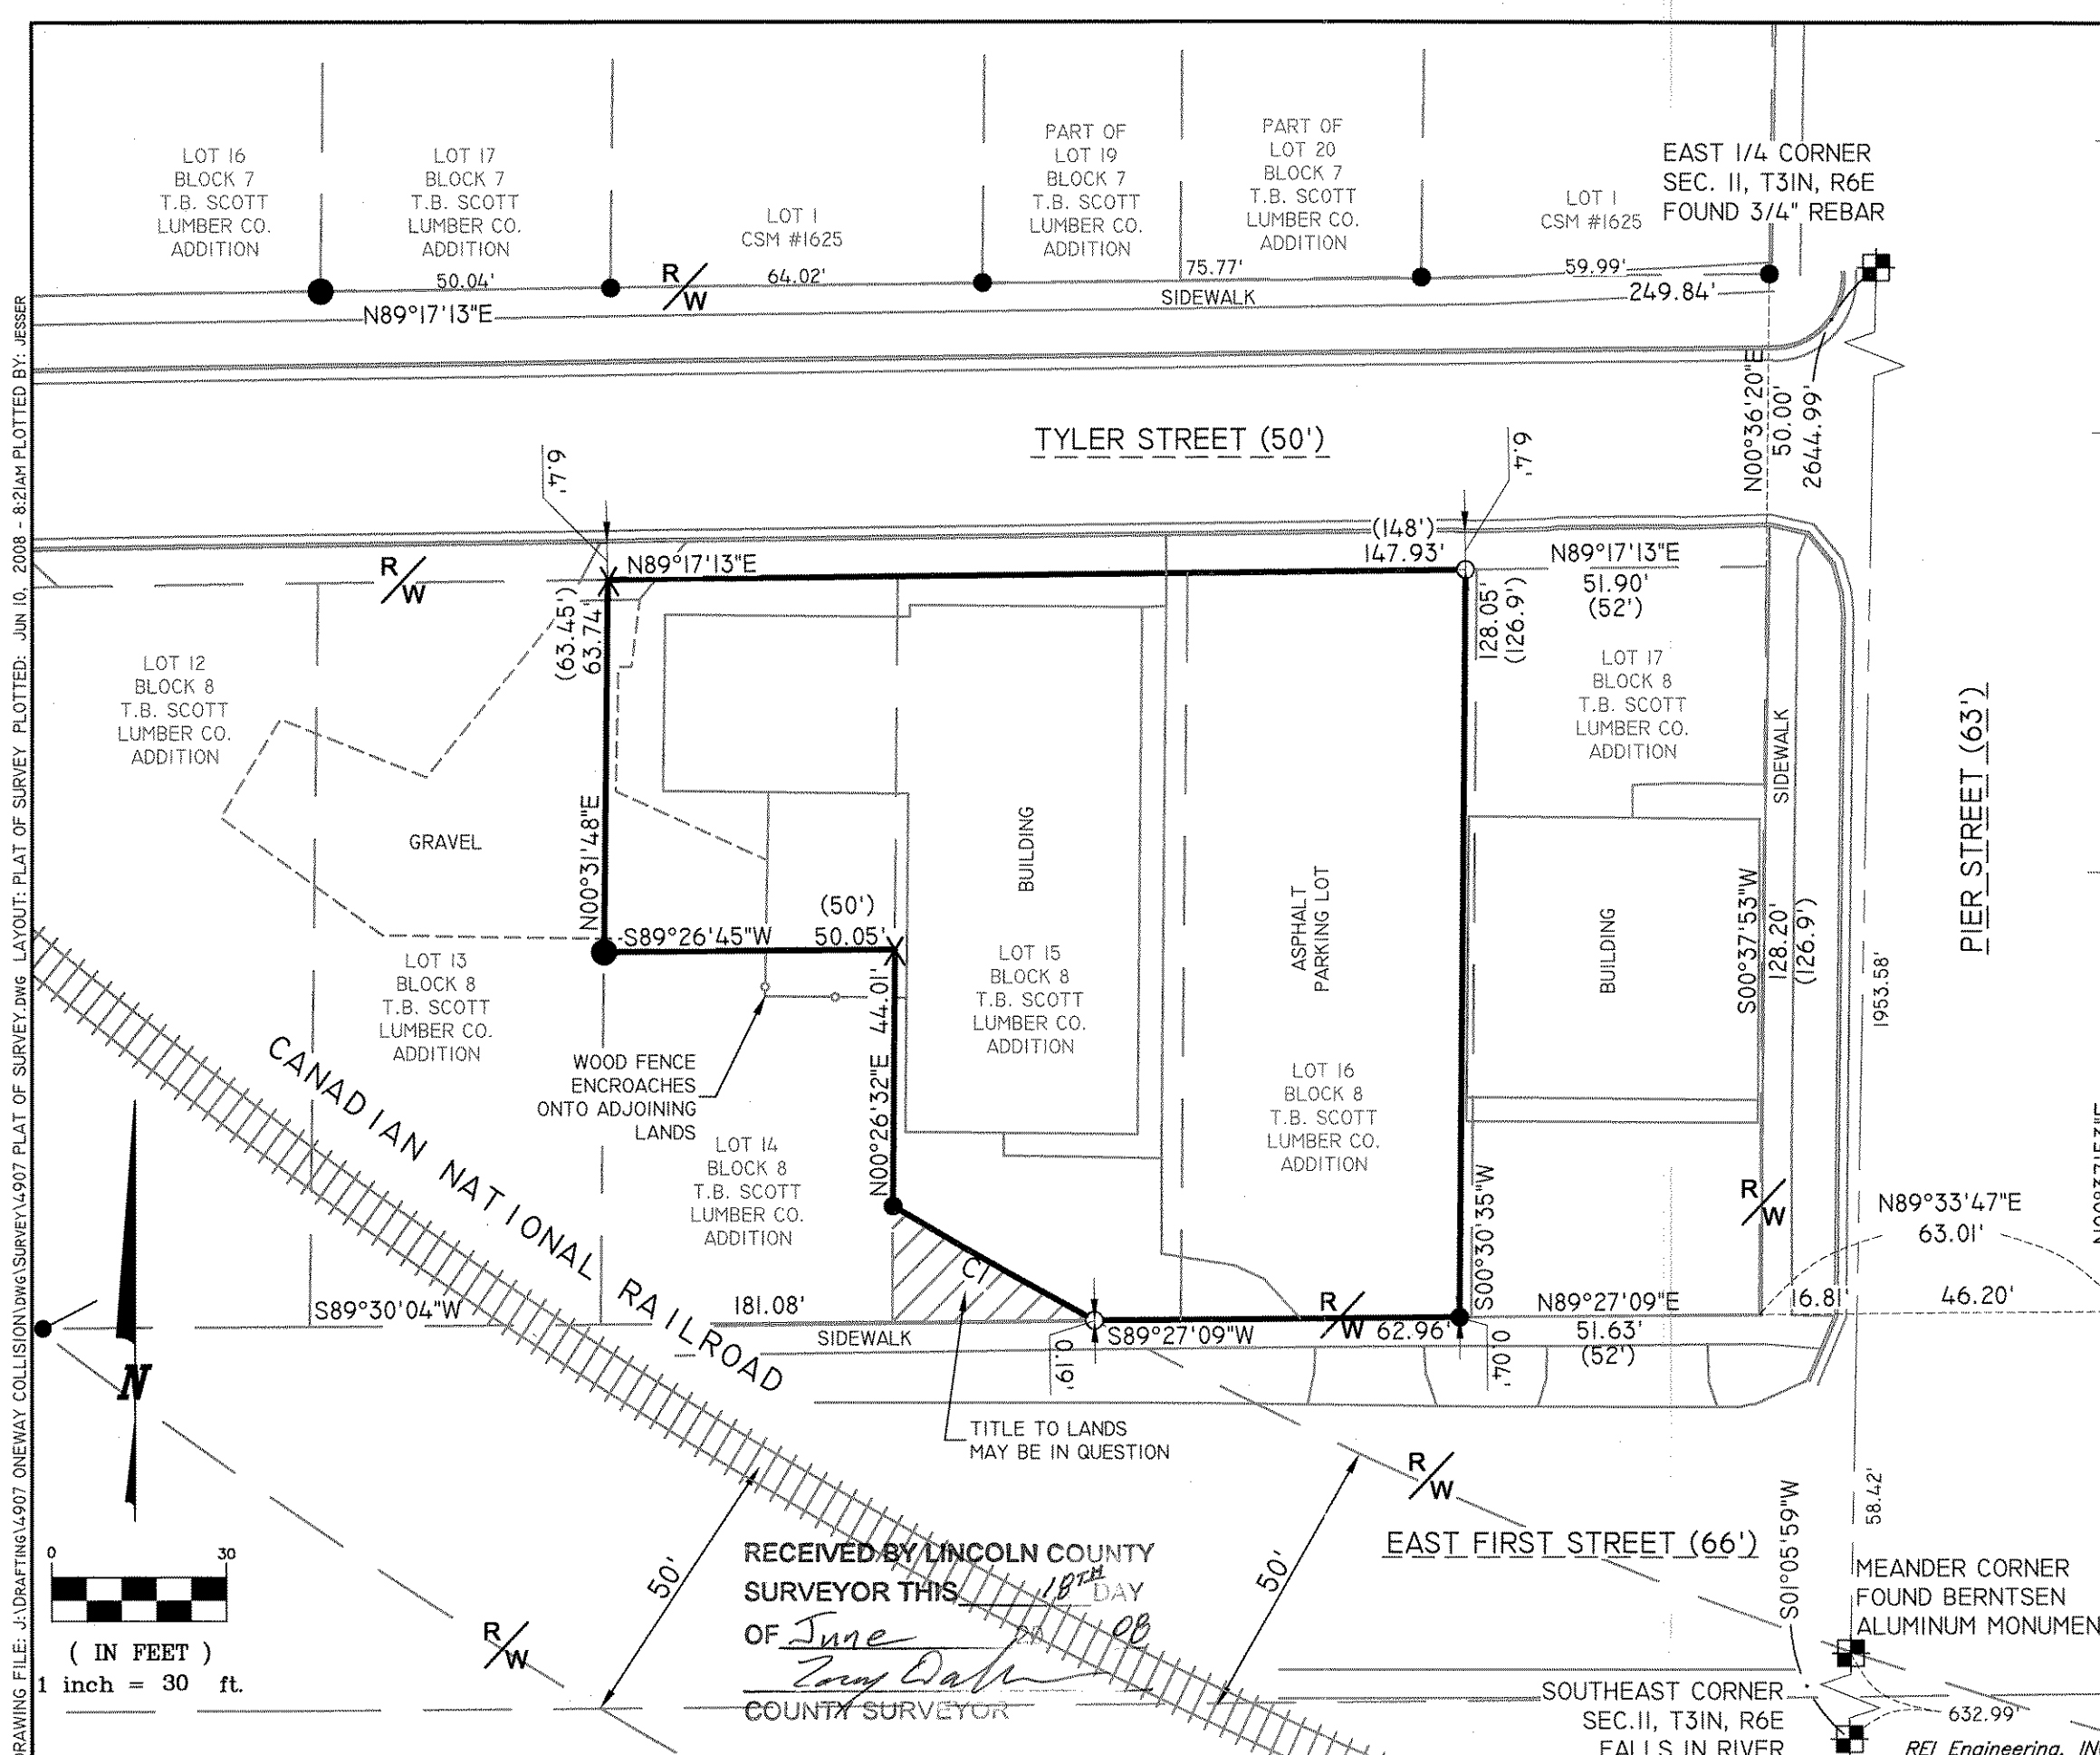 LOT 16
BLOCK 7
T.B. SCOTT
LUMBER CO.
ADDITION
LOT 17
BLOCK 7
T.B. SCOTT
LUMBER CO.
ADDITION
LOT 1
CSM #1625
PART OF
LOT 19
BLOCK 7
T.B. SCOTT
LUMBER CO.
ADDITION
PART OF
LOT 20
BLOCK 7
T.B. SCOTT
LUMBER CO.
ADDITION
LOT 1
CSM #1625
EAST 1/4 CORNER
SEC. 11, T31N, R6E
FOUND 3/4" REBAR
50.04'
R/W
64.02'
75.77'
59.99'
N89°17'13"E
SIDEWALK
249.84'
N00°36'20"E
50.00'
2644.99'
TYLER STREET (50')
6.4'
6.4'
R/W
N89°17'13"E
(148')
147.93'
N89°17'13"E
51.90'
(52')
(63.45')
63.74'
N00°31'48"E
128.05'
(126.9')
LOT 12
BLOCK 8
T.B. SCOTT
LUMBER CO.
ADDITION
LOT 17
BLOCK 8
T.B. SCOTT
LUMBER CO.
ADDITION
SIDEWALK
PIER STREET (63')
GRAVEL
BUILDING
ASPHALT
PARKING LOT
BUILDING
S00°37'53"W
128.20'
(126.9')
1953.58'
S89°26'45"W
(50')
50.05'
LOT 13
BLOCK 8
T.B. SCOTT
LUMBER CO.
ADDITION
LOT 15
BLOCK 8
T.B. SCOTT
LUMBER CO.
ADDITION
N00°26'32"E 44.01'
WOOD FENCE
ENCROACHES
ONTO ADJOINING
LANDS
LOT 16
BLOCK 8
T.B. SCOTT
LUMBER CO.
ADDITION
LOT 14
BLOCK 8
T.B. SCOTT
LUMBER CO.
ADDITION
CANADIAN NATIONAL RAILROAD
S00°30'35"W
R/W
N89°33'47"E
63.01'
N00°37'53"E
C1
S89°30'04"W
181.08'
SIDEWALK
0.19'
S89°27'09"W
R/W
62.96'
0.04'
N89°27'09"E
51.63'
(52')
16.81'
46.20'
TITLE TO LANDS
MAY BE IN QUESTION
R/W
N
58.42'
S01°05'59"W
EAST FIRST STREET (66')
MEANDER CORNER
FOUND BERNTSEN
ALUMINUM MONUMEN
50'
50'
R/W
0 30
( IN FEET )
1 inch = 30 ft.
RECEIVED BY LINCOLN COUNTY
SURVEYOR THIS 18TH DAY
OF June 20 08
COUNTY SURVEYOR
SOUTHEAST CORNER
SEC.11, T31N, R6E
FALLS IN RIVER
632.99'
REI Engineering, IN
DRAWING FILE: J:\DRAFTING\4907 ONEWAY COLLISION\DWG\SURVEY\4907 PLAT OF SURVEY.DWG LAYOUT: PLAT OF SURVEY PLOTTED: JUN 10, 2008 - 8:21AM PLOTTED BY: JESSER